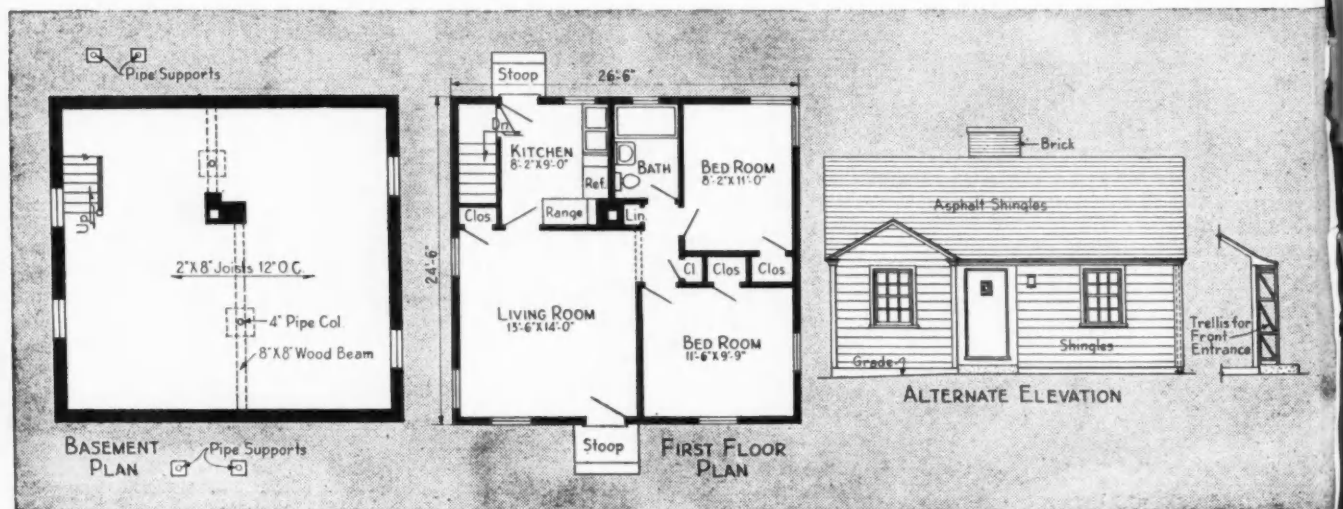 Pipe Supports
Up
2"X8" Joists 12" O.C.
4" Pipe Col.
8"X8" Wood Beam
BASEMENT
PLAN
Pipe Supports
Stoop
26'-6"
24'-6"
Dn
KITCHEN
8'-2"X9'-0"
Ref.
Range
Clos
BATH
Lin.
BED ROOM
8'-2"X11'-0"
Cl
Clos
Clos
LIVING ROOM
13'-6"X14'-0"
BED ROOM
11'-6"X9'-9"
Stoop
FIRST FLOOR
PLAN
Brick
Asphalt Shingles
Shingles
Grade
Trellis for
Front
Entrance
ALTERNATE ELEVATION